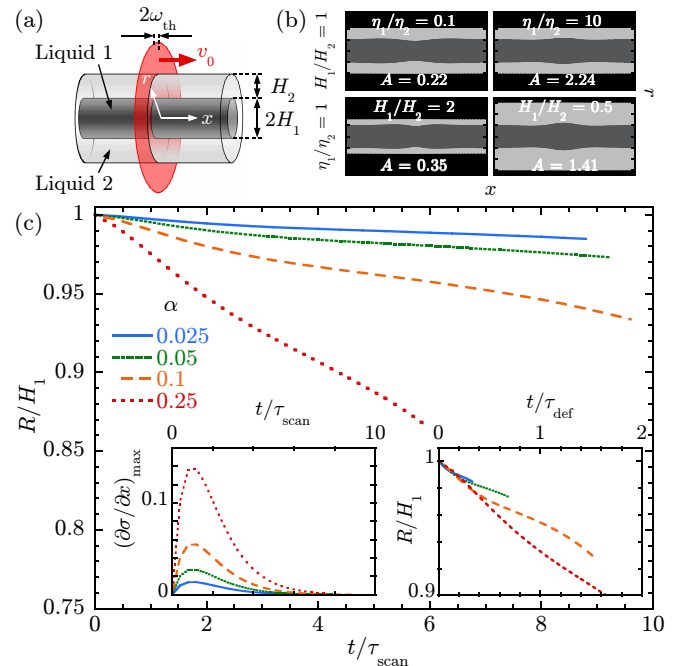 (a)
2ω_th
v_0
Liquid 1
r
x
H_2
2H_1
Liquid 2
(b)
H_1/H_2 = 1
η_1/η_2 = 0.1
A = 0.22
η_1/η_2 = 10
A = 2.24
η_1/η_2 = 1
H_1/H_2 = 2
A = 0.35
H_1/H_2 = 0.5
A = 1.41
r
x
(c)
1
0.95
0.9
0.85
0.8
0.75
R/H_1
α
0.025
0.05
0.1
0.25
t/τ_scan
0
10
(∂σ/∂x)_max
0.1
0
t/τ_def
0
1
2
R/H_1
1
0.9
0
2
4
6
8
10
t/τ_scan